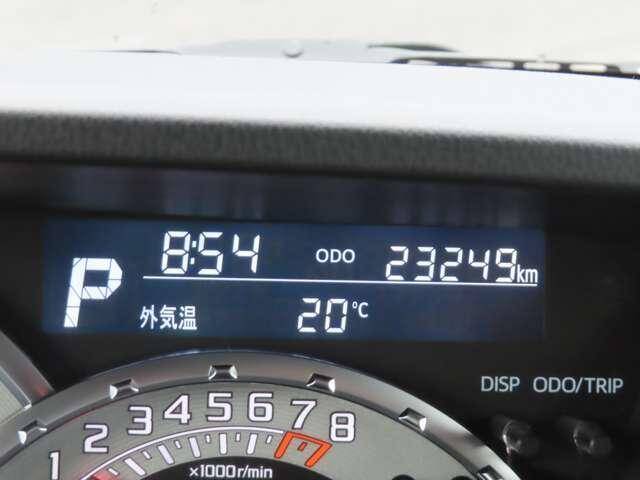 8:54 ODO 23249km
P
外気温 20℃
DISP ODO/TRIP
1 2 3 4 5 6 7 8
×1000r/min